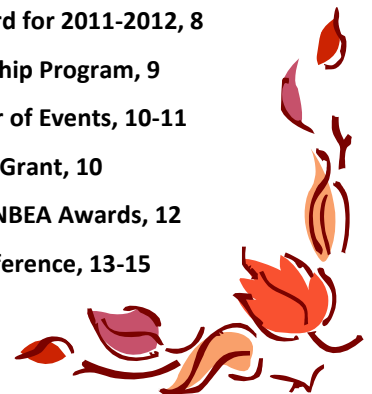 rd for 2011-2012, 8
hip Program, 9
r of Events, 10-11
Grant, 10
NBEA Awards, 12
ference, 13-15